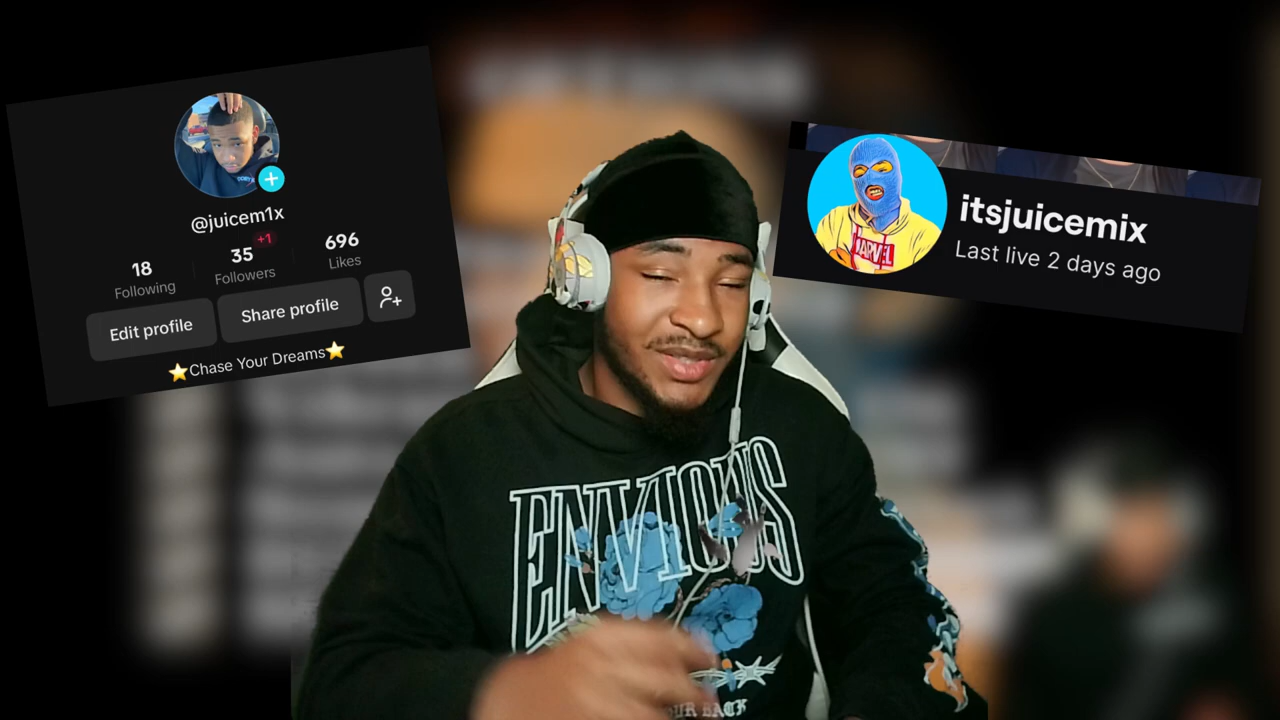 @juicem1x
+1
18
35
696
Following
Followers
Likes
Edit profile
Share profile
⭐Chase Your Dreams⭐
itsjuicemix
Last live 2 days ago
MARVEL
ENVIOUS
BACK